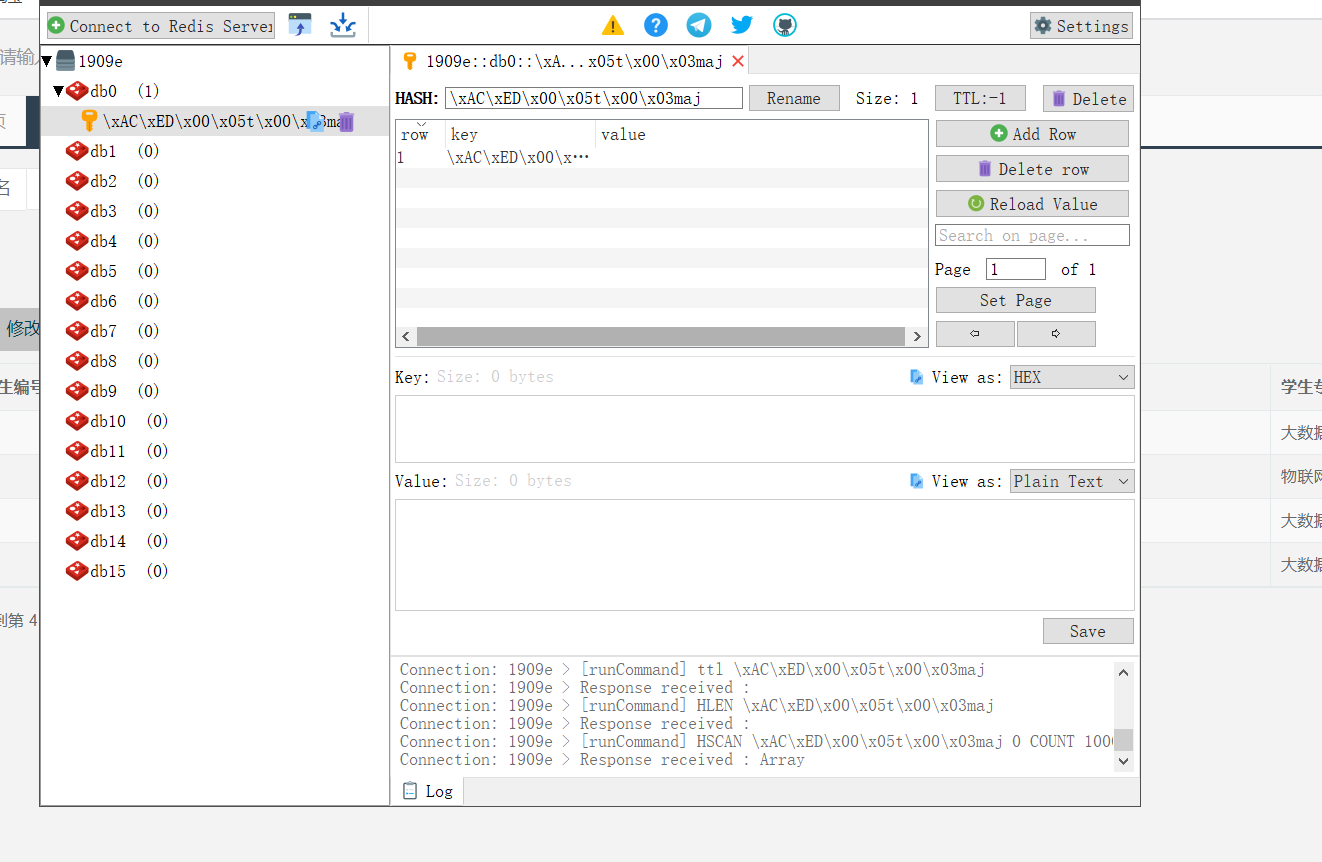 Connect to Redis Server
Settings
请输入
1909e
db0 (1)
\xAC\xED\x00\x05t\x00\x03maj
db1 (0)
db2 (0)
db3 (0)
db4 (0)
db5 (0)
db6 (0)
db7 (0)
db8 (0)
db9 (0)
db10 (0)
db11 (0)
db12 (0)
db13 (0)
db14 (0)
db15 (0)
1909e::db0::\xA...x05t\x00\x03maj
HASH: \xAC\xED\x00\x05t\x00\x03maj Rename Size: 1 TTL:-1 Delete
row key value
1 \xAC\xED\x00\x…
Add Row
Delete row
Reload Value
Search on page...
Page 1 of 1
Set Page
Key: Size: 0 bytes View as: HEX
Value: Size: 0 bytes View as: Plain Text
Save
Connection: 1909e > [runCommand] ttl \xAC\xED\x00\x05t\x00\x03maj
Connection: 1909e > Response received :
Connection: 1909e > [runCommand] HLEN \xAC\xED\x00\x05t\x00\x03maj
Connection: 1909e > Response received :
Connection: 1909e > [runCommand] HSCAN \xAC\xED\x00\x05t\x00\x03maj 0 COUNT 1000
Connection: 1909e > Response received : Array
Log
页
名
修改
生编号
到第 4
学生专
大数据
物联网
大数据
大数据